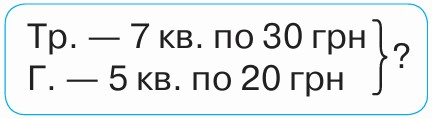 Тр. — 7 кв. по 30 грн
Г. — 5 кв. по 20 грн
?